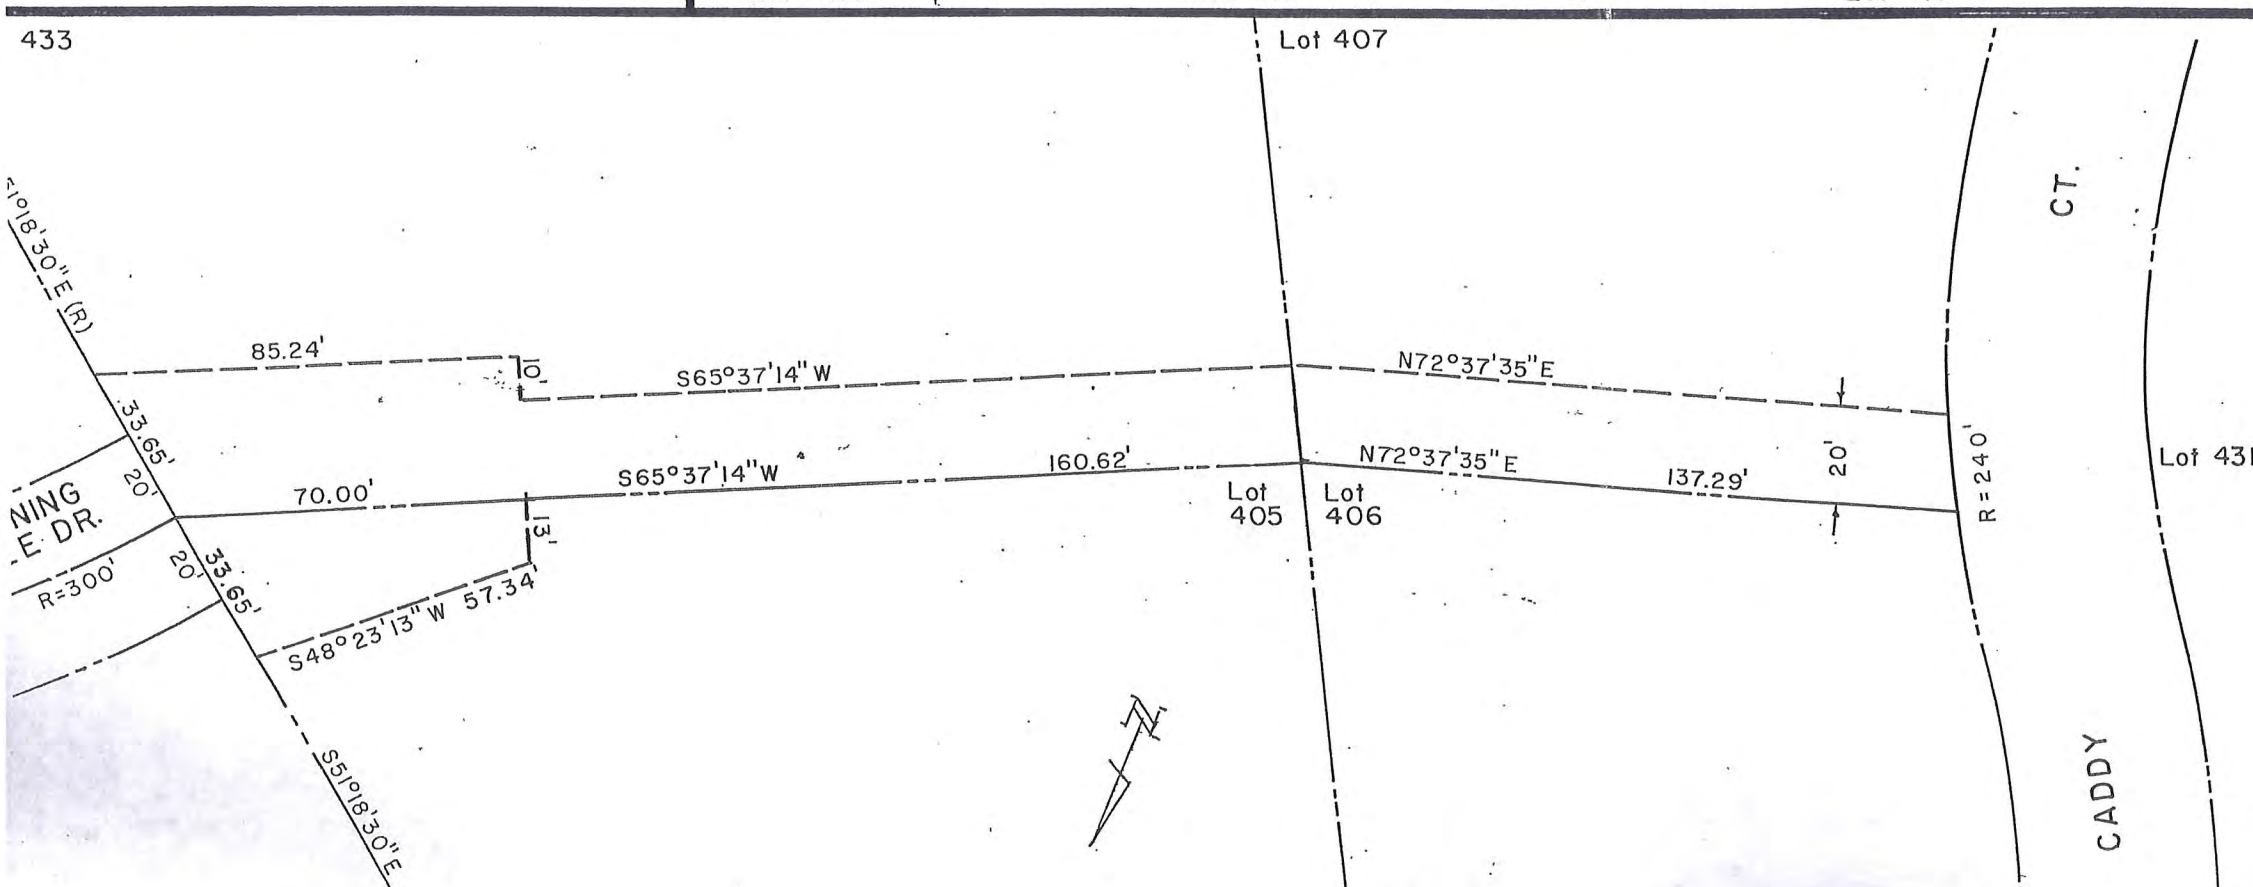 433
Lot 407
CT.
1°18'30"E (R)
85.24'
10'
S65°37'14" W
N72°37'35"E
33.65'
20'
NING
E DR.
R=300'
70.00'
S65°37'14"W
160.62'
N72°37'35"E
137.29'
20'
R=240'
Lot 431
Lot
405
Lot
406
13'
20'
33.65'
S48°23'13" W 57.34'
N
S51°18'30"E
CADDY